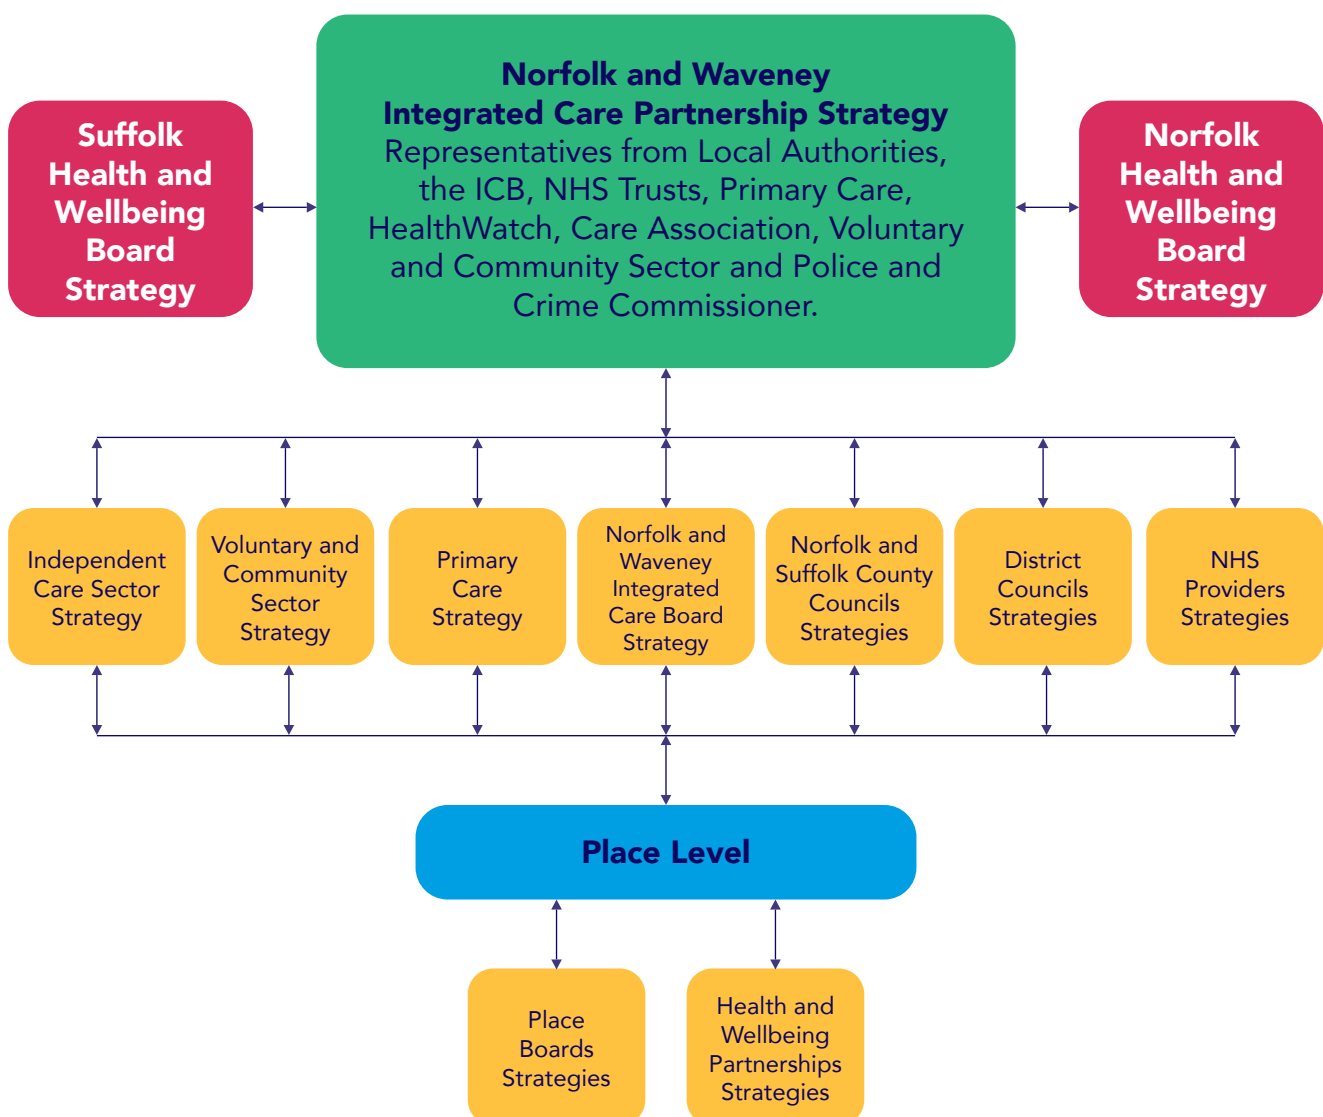 Norfolk and Waveney
Integrated Care Partnership Strategy
Representatives from Local Authorities,
the ICB, NHS Trusts, Primary Care,
HealthWatch, Care Association, Voluntary
and Community Sector and Police and
Crime Commissioner.
Suffolk
Health and
Wellbeing
Board
Strategy
Norfolk
Health and
Wellbeing
Board
Strategy
Independent
Care Sector
Strategy
Voluntary and
Community
Sector
Strategy
Primary
Care
Strategy
Norfolk and
Waveney
Integrated
Care Board
Strategy
Norfolk and
Suffolk County
Councils
Strategies
District
Councils
Strategies
NHS
Providers
Strategies
Place Level
Place
Boards
Strategies
Health and
Wellbeing
Partnerships
Strategies